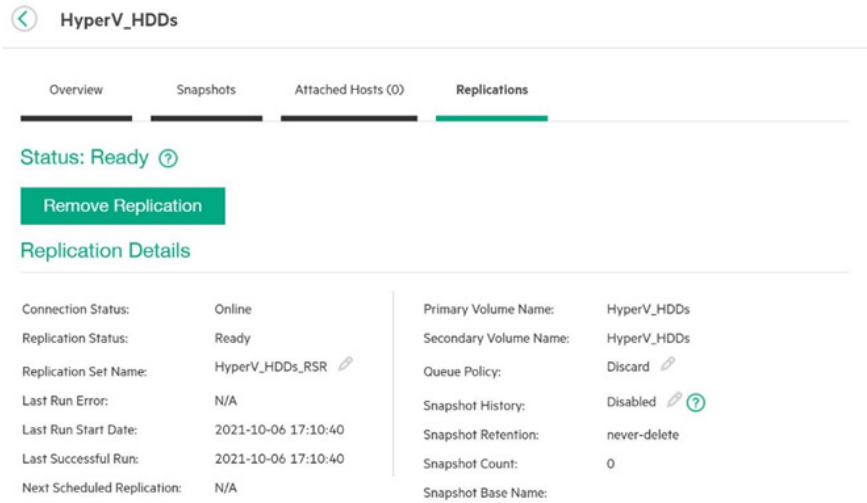 HyperV_HDDs
Overview Snapshots Attached Hosts (0) Replications
Status: Ready ?
Remove Replication
Replication Details
Connection Status: Online
Replication Status: Ready
Replication Set Name: HyperV_HDDs_RSR
Last Run Error: N/A
Last Run Start Date: 2021-10-06 17:10:40
Last Successful Run: 2021-10-06 17:10:40
Next Scheduled Replication: N/A
Primary Volume Name: HyperV_HDDs
Secondary Volume Name: HyperV_HDDs
Queue Policy: Discard
Snapshot History: Disabled ?
Snapshot Retention: never-delete
Snapshot Count: 0
Snapshot Base Name: